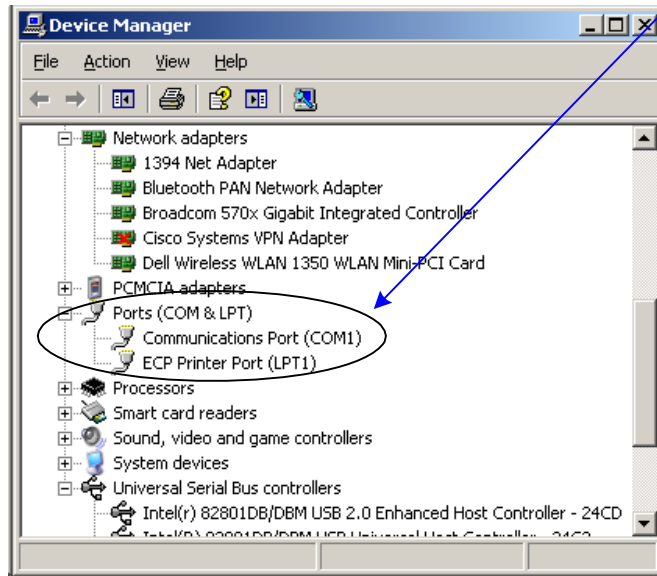 Device Manager
File Action View Help
Network adapters
1394 Net Adapter
Bluetooth PAN Network Adapter
Broadcom 570x Gigabit Integrated Controller
Cisco Systems VPN Adapter
Dell Wireless WLAN 1350 WLAN Mini-PCI Card
PCMCIA adapters
Ports (COM & LPT)
Communications Port (COM1)
ECP Printer Port (LPT1)
Processors
Smart card readers
Sound, video and game controllers
System devices
Universal Serial Bus controllers
Intel(r) 82801DB/DBM USB 2.0 Enhanced Host Controller - 24CD